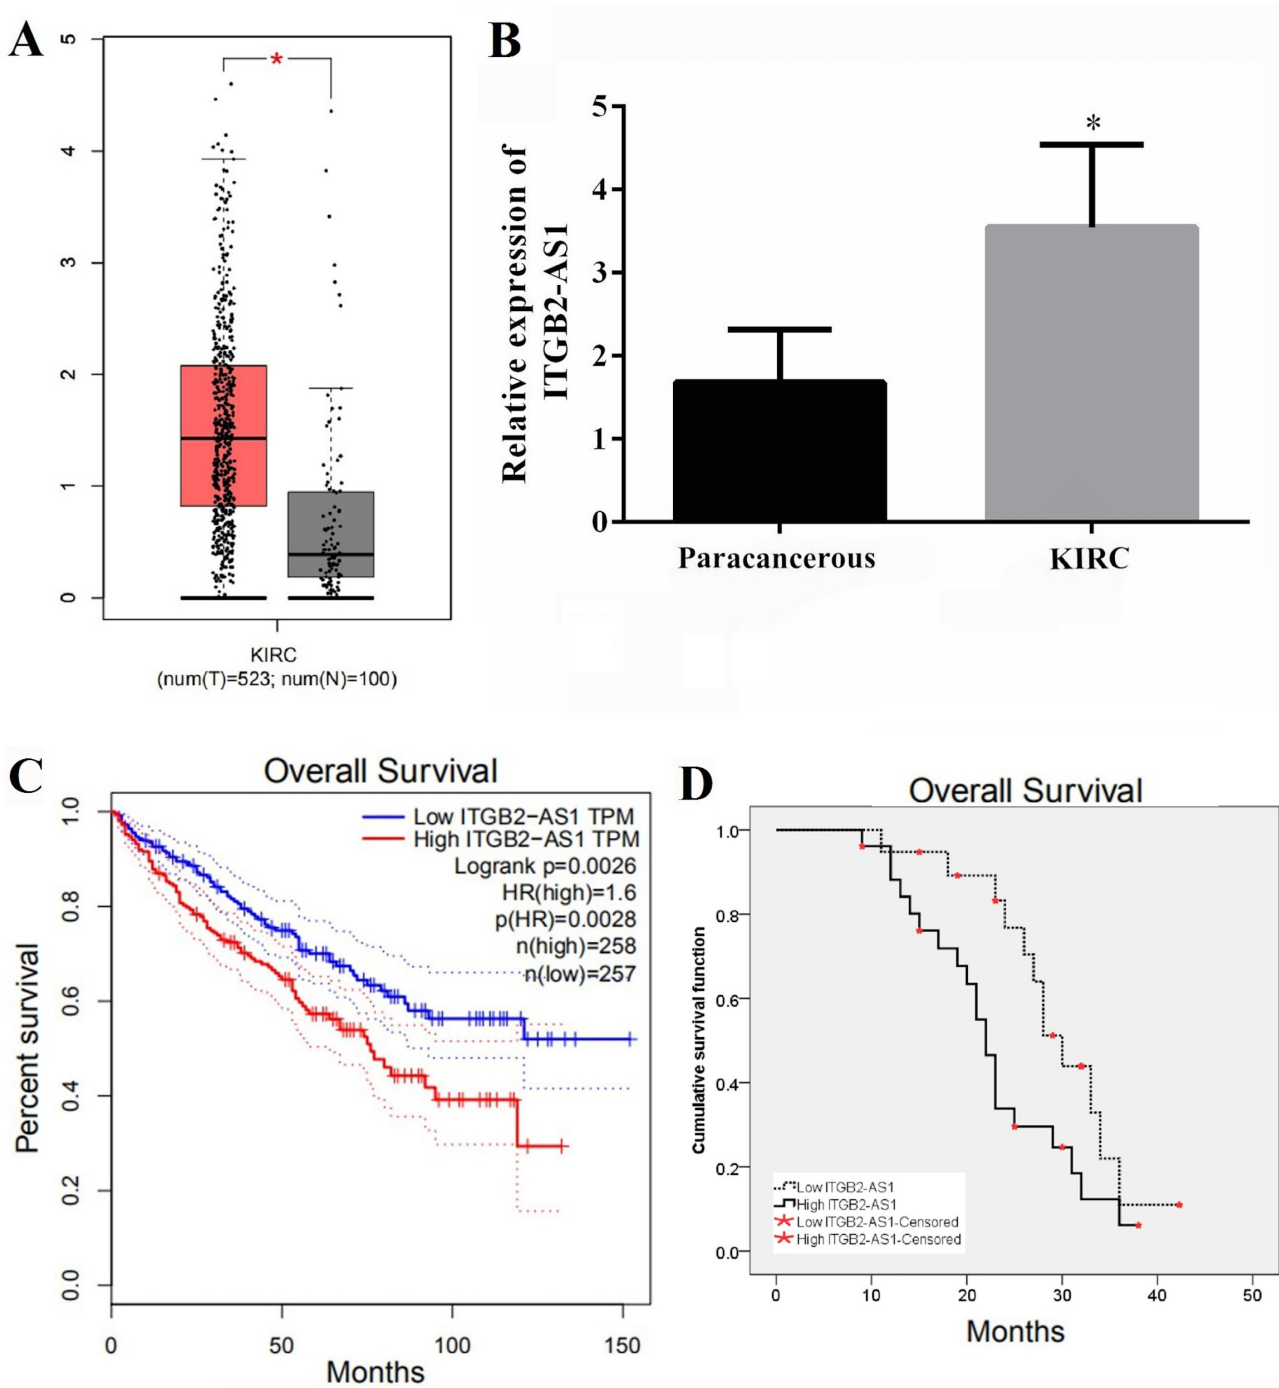 A
5
4
3
2
1
0
*
KIRC
(num(T)=523; num(N)=100)
B
Relative expression of
ITGB2-AS1
5
4
3
2
1
0
*
Paracancerous
KIRC
C
Overall Survival
Percent survival
1.0
0.8
0.6
0.4
0.2
0.0
Low ITGB2−AS1 TPM
High ITGB2−AS1 TPM
Logrank p=0.0026
HR(high)=1.6
p(HR)=0.0028
n(high)=258
n(low)=257
0 50 100 150
Months
D
Overall Survival
Cumulative survival function
1.0
0.8
0.6
0.4
0.2
0.0
Low ITGB2-AS1
High ITGB2-AS1
Low ITGB2-AS1-Censored
High ITGB2-AS1-Censored
0 10 20 30 40 50
Months